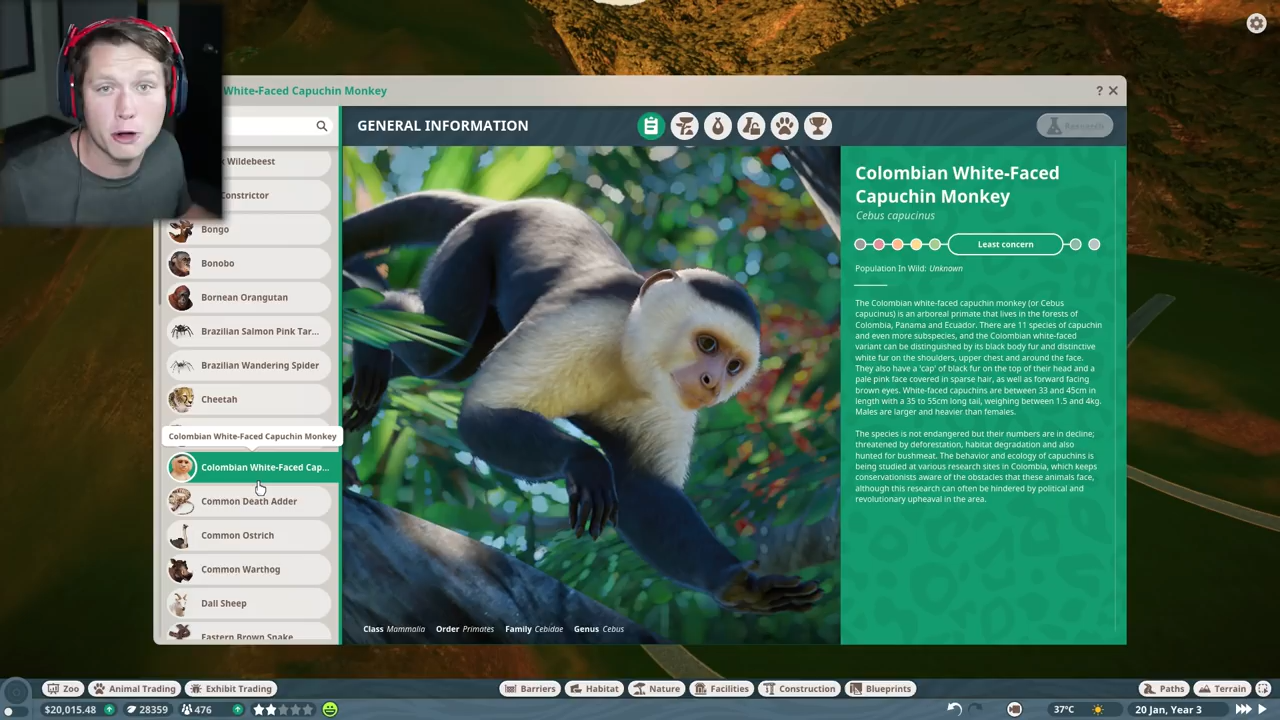 White-Faced Capuchin Monkey
?
GENERAL INFORMATION
Research
Wildebeest
Constrictor
Bongo
Bonobo
Bornean Orangutan
Brazilian Salmon Pink Tar...
Brazilian Wandering Spider
Cheetah
Colombian White-Faced Capuchin Monkey
Colombian White-Faced Cap...
Common Death Adder
Common Ostrich
Common Warthog
Dall Sheep
Eastern Brown Snake
Class Mammalia Order Primates Family Cebidae Genus Cebus
Colombian White-Faced
Capuchin Monkey
Cebus capucinus
Least concern
Population In Wild: Unknown
The Colombian white-faced capuchin monkey (or Cebus
capucinus) is an arboreal primate that lives in the forests of
Colombia, Panama and Ecuador. There are 11 species of capuchin
and even more subspecies, and the Colombian white-faced
variant can be distinguished by its black body fur and distinctive
white fur on the shoulders, upper chest and around the face.
They also have a 'cap' of black fur on the top of their head and a
pale pink face covered in sparse hair, as well as forward facing
brown eyes. White-faced capuchins are between 33 and 45cm in
length with a 35 to 55cm long tail, weighing between 1.5 and 4kg.
Males are larger and heavier than females.
The species is not endangered but their numbers are in decline;
threatened by deforestation, habitat degradation and also
hunted for bushmeat. The behavior and ecology of capuchins is
being studied at various research sites in Colombia, which keeps
conservationists aware of the obstacles that these animals face,
although this research can often be hindered by political and
revolutionary upheaval in the area.
Zoo Animal Trading Exhibit Trading Barriers Habitat Nature Facilities Construction Blueprints Paths Terrain
$20,015.48 28359 476 37°C 20 Jan, Year 3